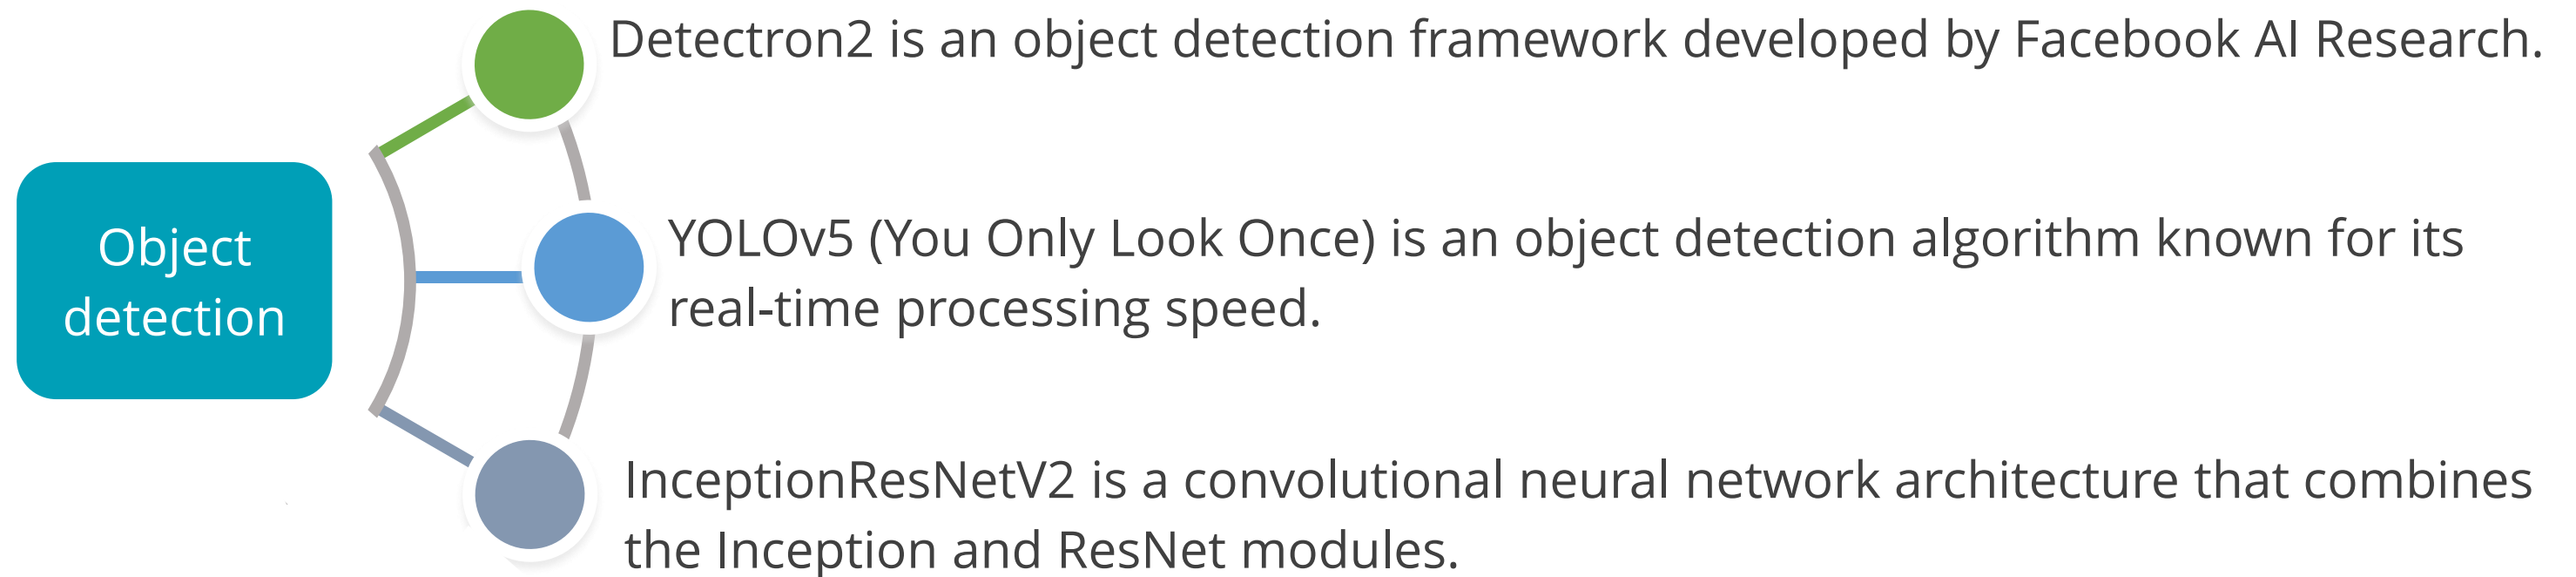 Object
detection
Detectron2 is an object detection framework developed by Facebook AI Research.
YOLOv5 (You Only Look Once) is an object detection algorithm known for its
real-time processing speed.
InceptionResNetV2 is a convolutional neural network architecture that combines
the Inception and ResNet modules.